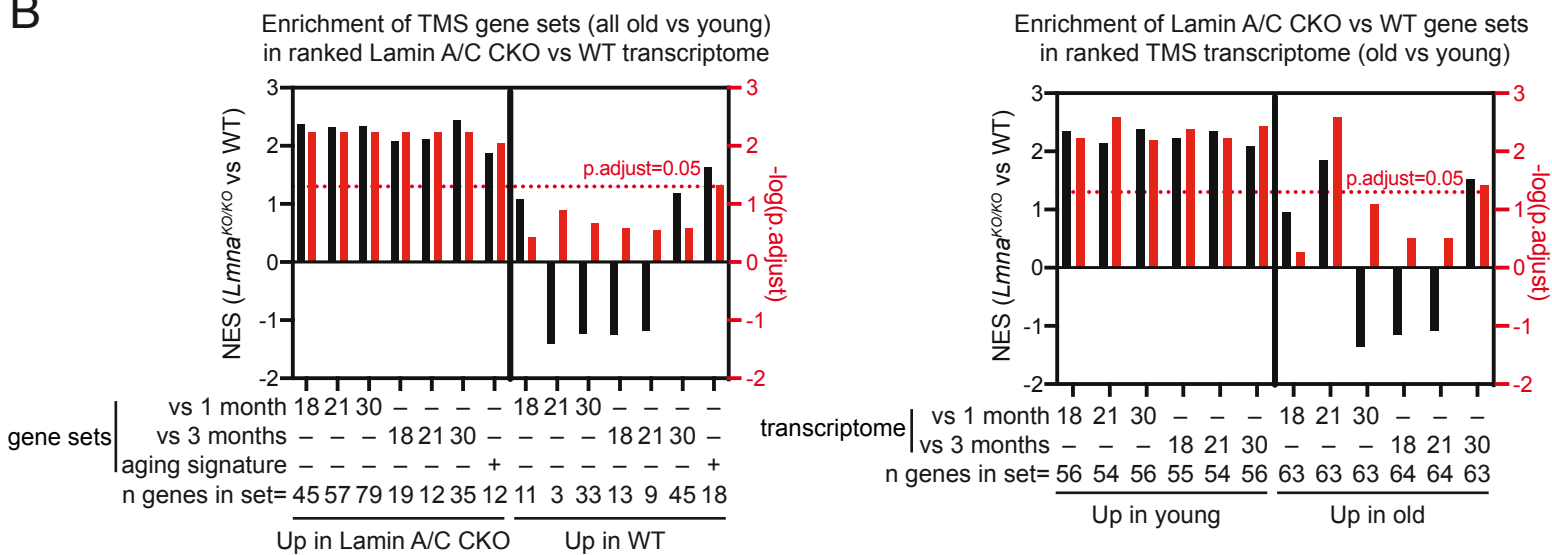 B
Enrichment of TMS gene sets (all old vs young)
in ranked Lamin A/C CKO vs WT transcriptome
NES (Lmna^KO/KO vs WT)
3
2
1
0
-1
-2
p.adjust=0.05
3
2
1
0
-1
-2
-log(p.adjust)
gene sets
vs 1 month 18 21 30 – – – – 18 21 30 – – – –
vs 3 months – – – 18 21 30 – – – – 18 21 30 –
aging signature – – – – – – + – – – – – – +
n genes in set= 45 57 79 19 12 35 12 11 3 33 13 9 45 18
Up in Lamin A/C CKO Up in WT
Enrichment of Lamin A/C CKO vs WT gene sets
in ranked TMS transcriptome (old vs young)
NES (Lmna^KO/KO vs WT)
3
2
1
0
-1
-2
p.adjust=0.05
3
2
1
0
-1
-2
-log(p.adjust)
transcriptome
vs 1 month 18 21 30 – – – 18 21 30 – – –
vs 3 months – – – 18 21 30 – – – 18 21 30
n genes in set= 56 54 56 55 54 56 63 63 63 64 64 63
Up in young Up in old